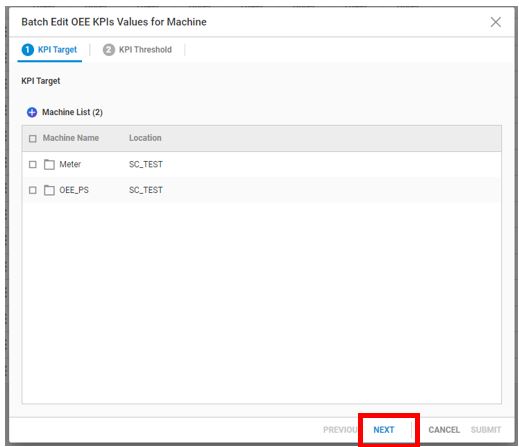 Batch Edit OEE KPIs Values for Machine
1 KPI Target 2 KPI Threshold
KPI Target
Machine List (2)
Machine Name Location
Meter SC_TEST
OEE_PS SC_TEST
PREVIOU NEXT CANCEL SUBMIT